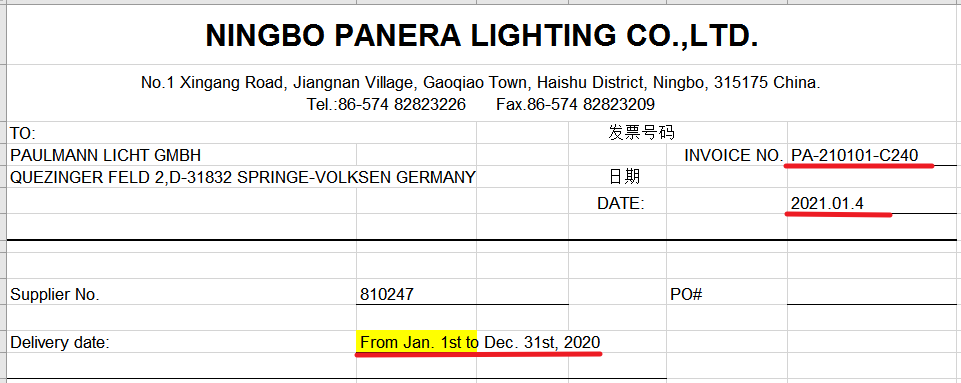 NINGBO PANERA LIGHTING CO.,LTD.
No.1 Xingang Road, Jiangnan Village, Gaoqiao Town, Haishu District, Ningbo, 315175 China.
Tel.:86-574 82823226 Fax.86-574 82823209
TO: 发票号码
PAULMANN LICHT GMBH INVOICE NO. PA-210101-C240
QUEZINGER FELD 2,D-31832 SPRINGE-VOLKSEN GERMANY 日期
DATE: 2021.01.4
Supplier No. 810247 PO#
Delivery date: From Jan. 1st to Dec. 31st, 2020